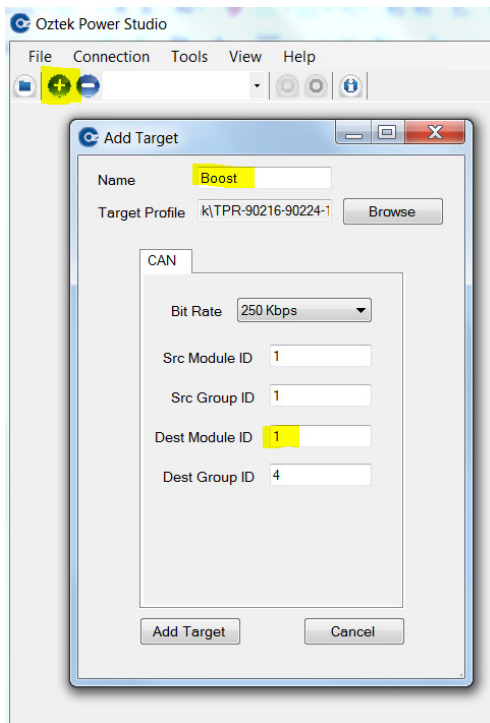 Oztek Power Studio
File Connection Tools View Help
Add Target
Name Boost
Target Profile k\TPR-90216-90224-1 Browse
CAN
Bit Rate 250 Kbps
Src Module ID 1
Src Group ID 1
Dest Module ID 1
Dest Group ID 4
Add Target Cancel